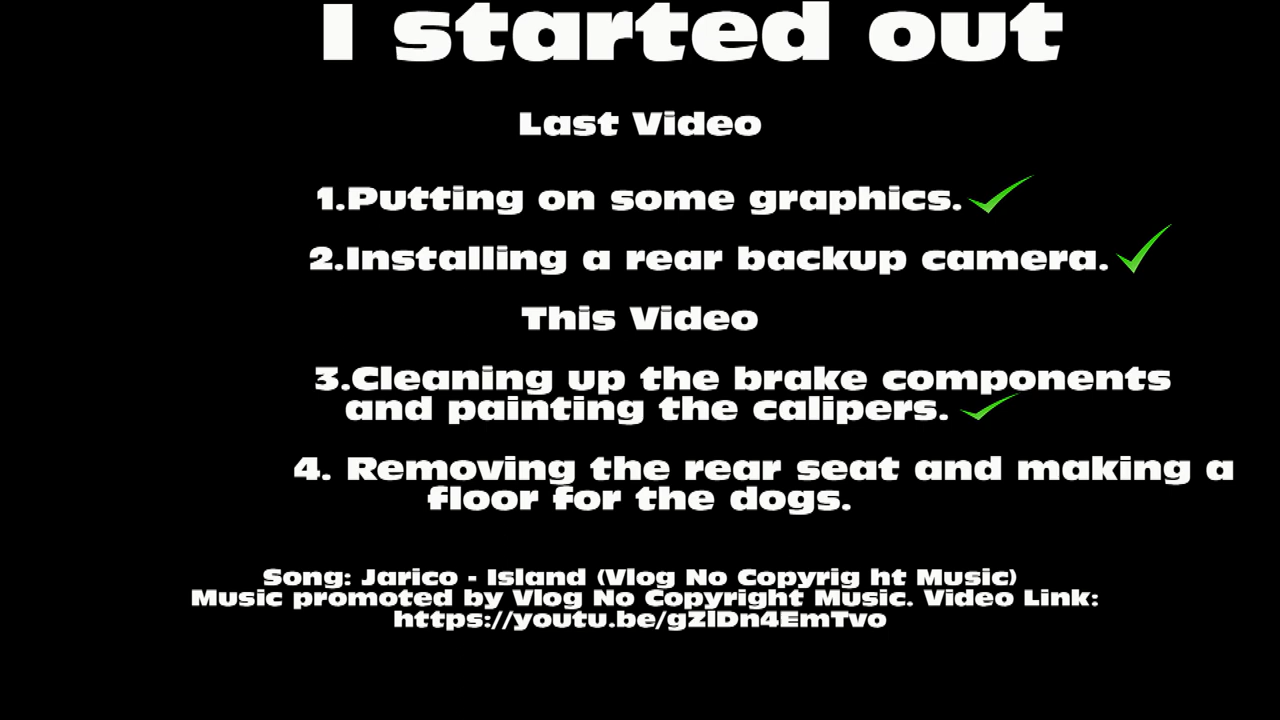 I started out
Last Video
1.Putting on some graphics.
2.Installing a rear backup camera.
This Video
3.Cleaning up the brake components
and painting the calipers.
4. Removing the rear seat and making a
floor for the dogs.
Song: Jarico - Island (Vlog No Copyrig ht Music)
Music promoted by Vlog No Copyright Music. Video Link:
https://youtu.be/gZlDn4EmTvo